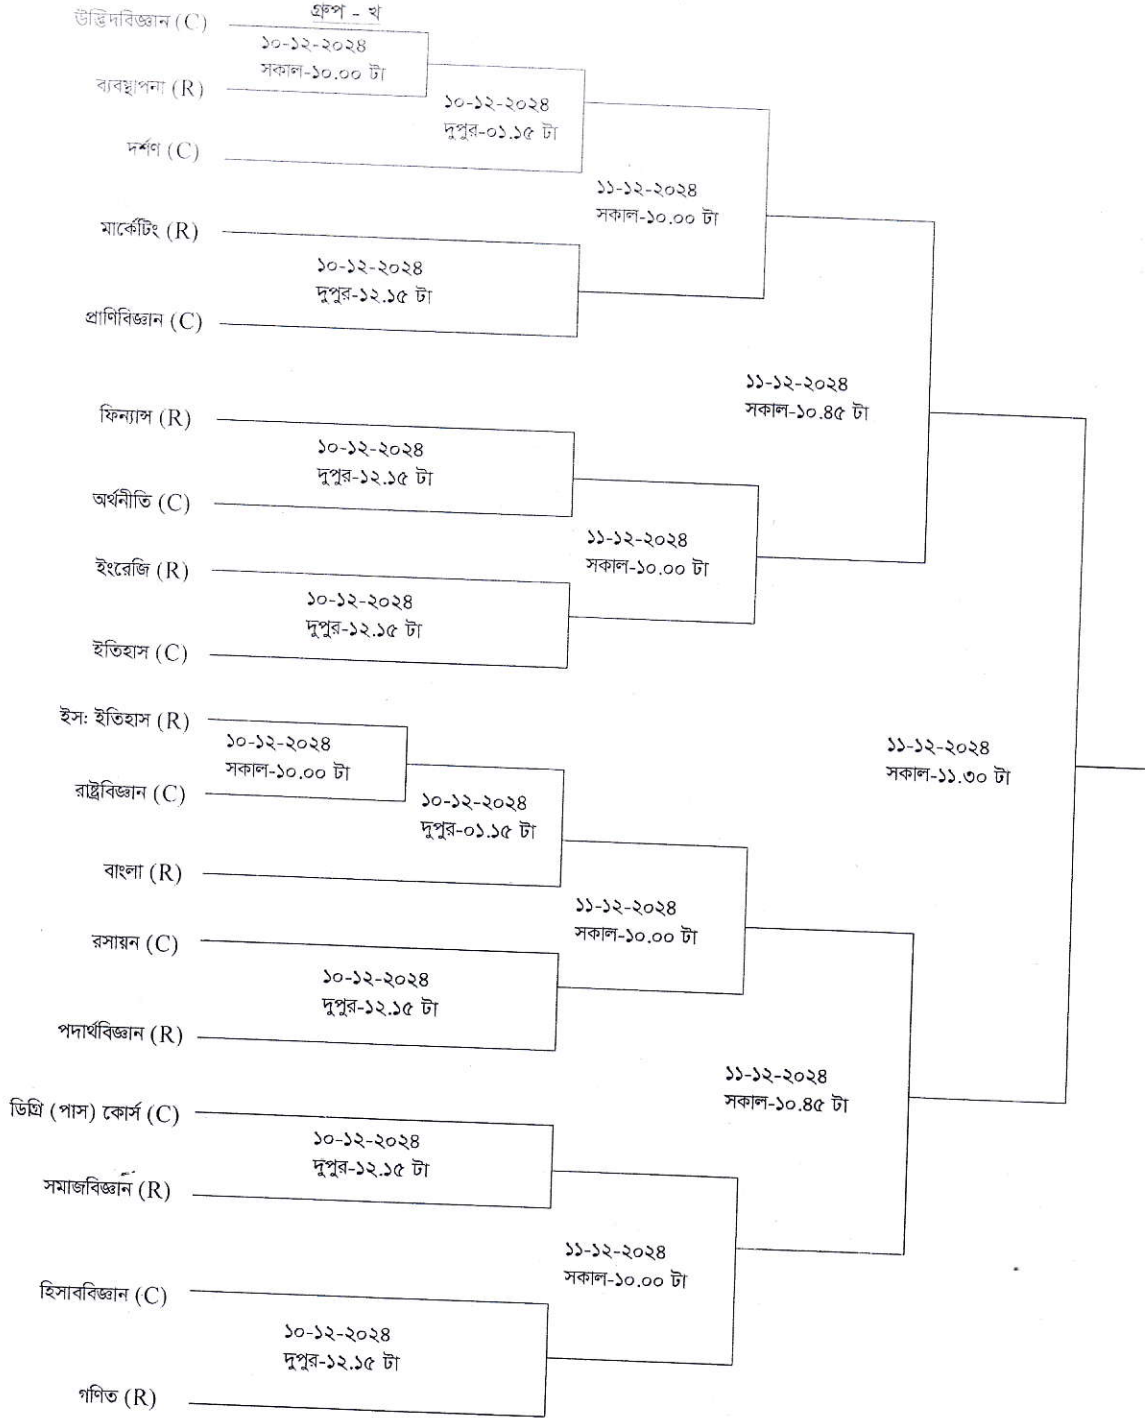 গ্রুপ - খ
উদ্ভিদবিজ্ঞান (C)
১০-১২-২০২৪
সকাল-১০.০০ টা
ব্যবস্থাপনা (R)
১০-১২-২০২৪
দুপুর-০১.১৫ টা
দর্শণ (C)
১১-১২-২০২৪
সকাল-১০.০০ টা
মার্কেটিং (R)
১০-১২-২০২৪
দুপুর-১২.১৫ টা
প্রাণিবিজ্ঞান (C)
১১-১২-২০২৪
সকাল-১০.৪৫ টা
ফিন্যান্স (R)
১০-১২-২০২৪
দুপুর-১২.১৫ টা
অর্থনীতি (C)
১১-১২-২০২৪
সকাল-১০.০০ টা
ইংরেজি (R)
১০-১২-২০২৪
দুপুর-১২.১৫ টা
ইতিহাস (C)
ইস: ইতিহাস (R)
১০-১২-২০২৪
সকাল-১০.০০ টা
১১-১২-২০২৪
সকাল-১১.৩০ টা
রাষ্ট্রবিজ্ঞান (C)
১০-১২-২০২৪
দুপুর-০১.১৫ টা
বাংলা (R)
১১-১২-২০২৪
সকাল-১০.০০ টা
রসায়ন (C)
১০-১২-২০২৪
দুপুর-১২.১৫ টা
পদার্থবিজ্ঞান (R)
১১-১২-২০২৪
সকাল-১০.৪৫ টা
ডিগ্রি (পাস) কোর্স (C)
১০-১২-২০২৪
দুপুর-১২.১৫ টা
সমাজবিজ্ঞান (R)
১১-১২-২০২৪
সকাল-১০.০০ টা
হিসাববিজ্ঞান (C)
১০-১২-২০২৪
দুপুর-১২.১৫ টা
গণিত (R)